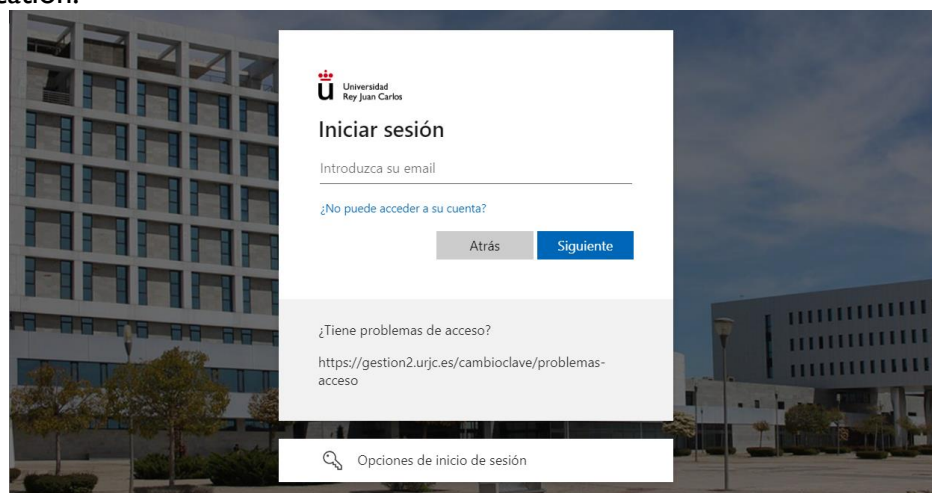 Universidad
Rey Juan Carlos
Iniciar sesión
Introduzca su email
¿No puede acceder a su cuenta?
Atrás Siguiente
¿Tiene problemas de acceso?
https://gestion2.urjc.es/cambioclave/problemas-
acceso
Opciones de inicio de sesión